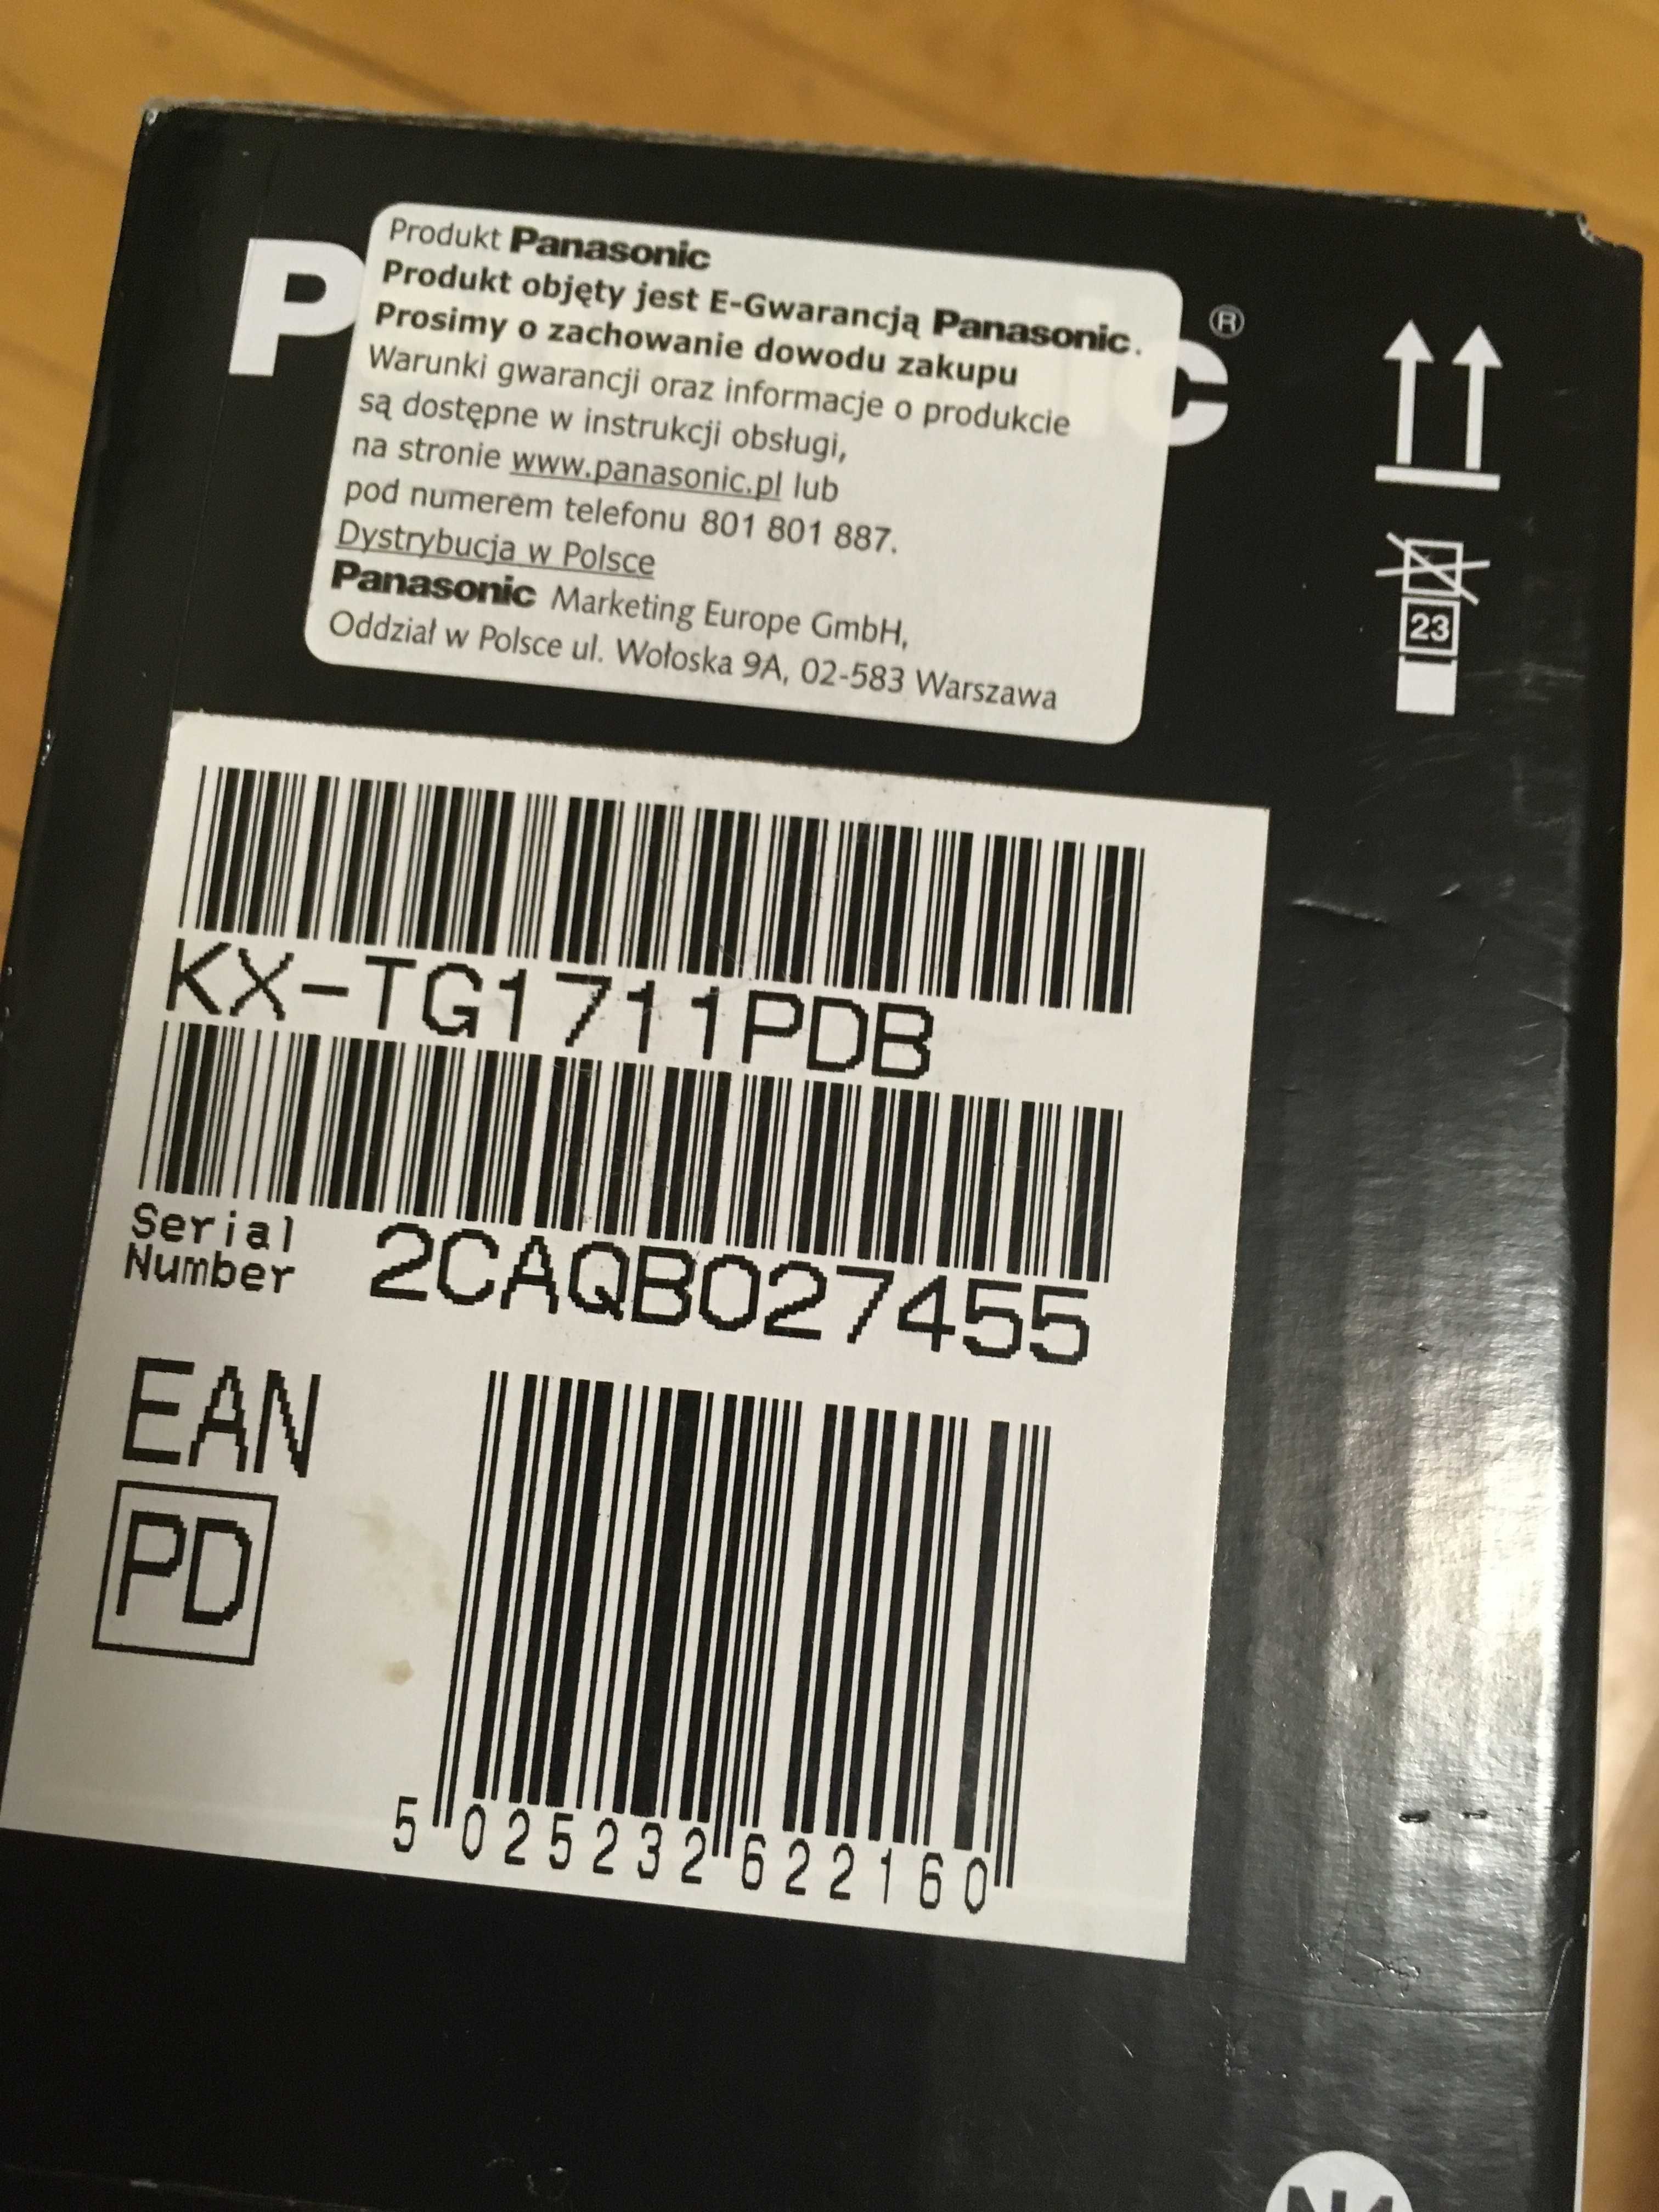 Produkt Panasonic
Produkt objęty jest E-Gwarancją Panasonic.
Prosimy o zachowanie dowodu zakupu
Warunki gwarancji oraz informacje o produkcie
są dostępne w instrukcji obsługi,
na stronie www.panasonic.pl lub
pod numerem telefonu 801 801 887.
Dystrybucja w Polsce
Panasonic Marketing Europe GmbH,
Oddział w Polsce ul. Wołoska 9A, 02-583 Warszawa
P c ®
23
KX-TG1711PDB
Serial
Number 2CAQB027455
EAN
PD
5 025232 622160